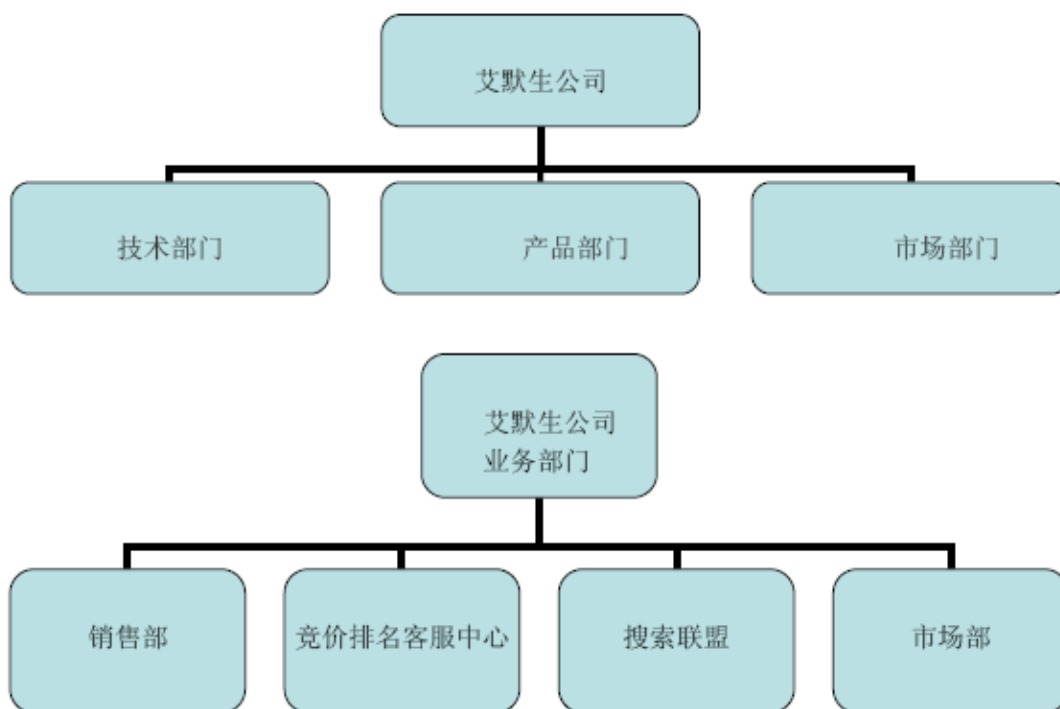 艾默生公司
技术部门
产品部门
市场部门
艾默生公司
业务部门
销售部
竞价排名客服中心
搜索联盟
市场部